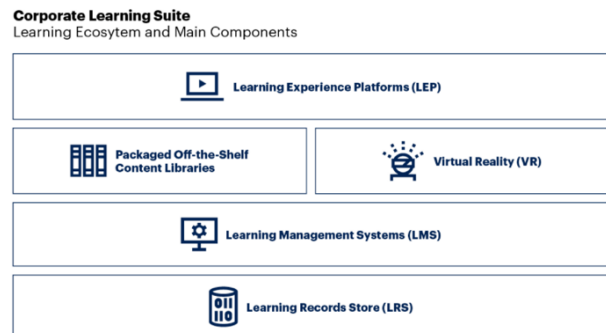 Corporate Learning Suite
Learning Ecosytem and Main Components
Learning Experience Platforms (LEP)
Packaged Off-the-Shelf
Content Libraries
Virtual Reality (VR)
Learning Management Systems (LMS)
Learning Records Store (LRS)